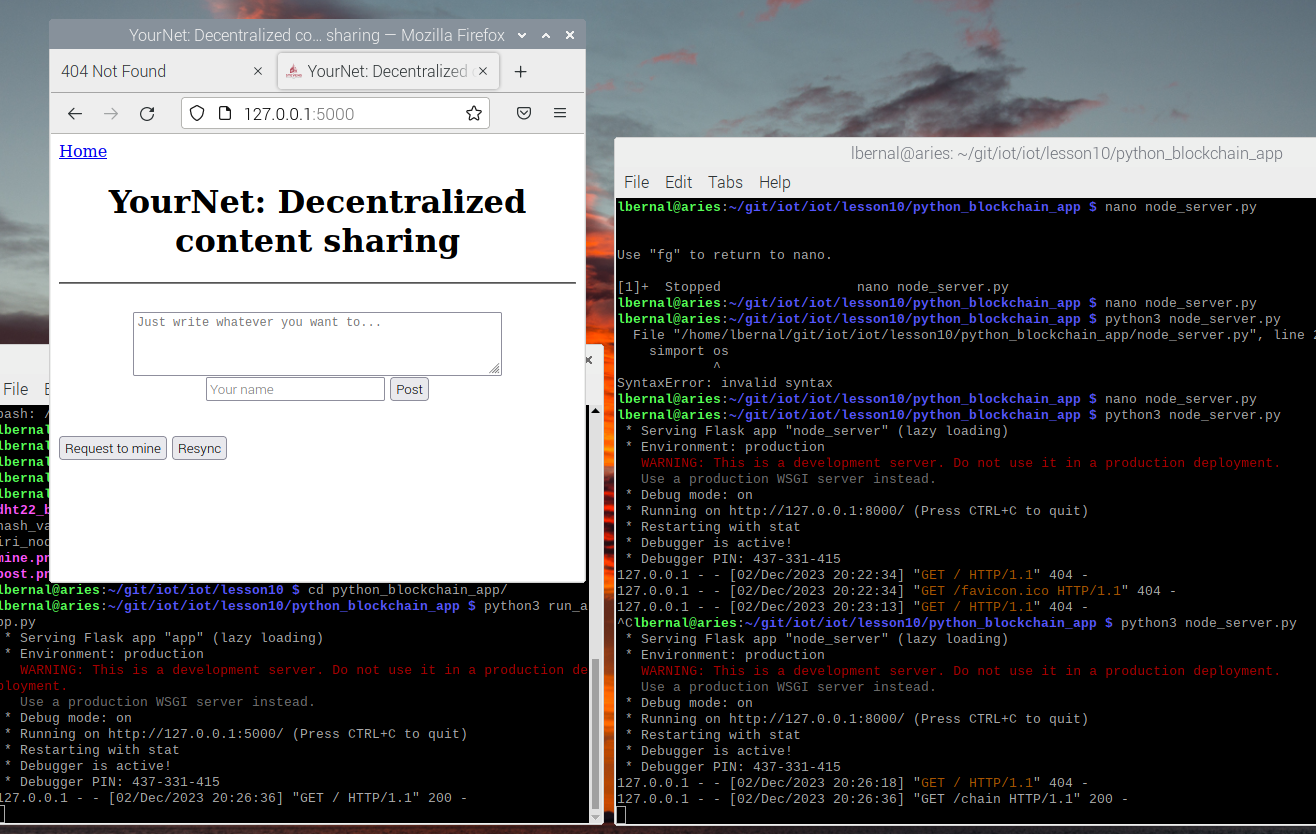 YourNet: Decentralized co... sharing — Mozilla Firefox
404 Not Found
YourNet: Decentralized
127.0.0.1:5000
Home
YourNet: Decentralized
content sharing
Just write whatever you want to...
Your name
Post
Request to mine
Resync
File
bash: /
lbernal
lbernal
lbernal
lbernal
lbernal
dht22_b
hash_va
iri_nod
mine.pn
post.pn
lbernal@aries:~/git/iot/iot/lesson10 $ cd python_blockchain_app/
lbernal@aries:~/git/iot/iot/lesson10/python_blockchain_app $ python3 run_a
pp.py
* Serving Flask app "app" (lazy loading)
* Environment: production
WARNING: This is a development server. Do not use it in a production de
ployment.
Use a production WSGI server instead.
* Debug mode: on
* Running on http://127.0.0.1:5000/ (Press CTRL+C to quit)
* Restarting with stat
* Debugger is active!
* Debugger PIN: 437-331-415
127.0.0.1 - - [02/Dec/2023 20:26:36] "GET / HTTP/1.1" 200 -
lbernal@aries: ~/git/iot/iot/lesson10/python_blockchain_app
File Edit Tabs Help
lbernal@aries:~/git/iot/iot/lesson10/python_blockchain_app $ nano node_server.py
Use "fg" to return to nano.
[1]+  Stopped                 nano node_server.py
lbernal@aries:~/git/iot/iot/lesson10/python_blockchain_app $ nano node_server.py
lbernal@aries:~/git/iot/iot/lesson10/python_blockchain_app $ python3 node_server.py
File "/home/lbernal/git/iot/iot/lesson10/python_blockchain_app/node_server.py", line
simport os
^
SyntaxError: invalid syntax
lbernal@aries:~/git/iot/iot/lesson10/python_blockchain_app $ nano node_server.py
lbernal@aries:~/git/iot/iot/lesson10/python_blockchain_app $ python3 node_server.py
* Serving Flask app "node_server" (lazy loading)
* Environment: production
WARNING: This is a development server. Do not use it in a production deployment.
Use a production WSGI server instead.
* Debug mode: on
* Running on http://127.0.0.1:8000/ (Press CTRL+C to quit)
* Restarting with stat
* Debugger is active!
* Debugger PIN: 437-331-415
127.0.0.1 - - [02/Dec/2023 20:22:34] "GET / HTTP/1.1" 404 -
127.0.0.1 - - [02/Dec/2023 20:22:34] "GET /favicon.ico HTTP/1.1" 404 -
127.0.0.1 - - [02/Dec/2023 20:23:13] "GET / HTTP/1.1" 404 -
^Clbernal@aries:~/git/iot/iot/lesson10/python_blockchain_app $ python3 node_server.py
* Serving Flask app "node_server" (lazy loading)
* Environment: production
WARNING: This is a development server. Do not use it in a production deployment.
Use a production WSGI server instead.
* Debug mode: on
* Running on http://127.0.0.1:8000/ (Press CTRL+C to quit)
* Restarting with stat
* Debugger is active!
* Debugger PIN: 437-331-415
127.0.0.1 - - [02/Dec/2023 20:26:18] "GET / HTTP/1.1" 404 -
127.0.0.1 - - [02/Dec/2023 20:26:36] "GET /chain HTTP/1.1" 200 -